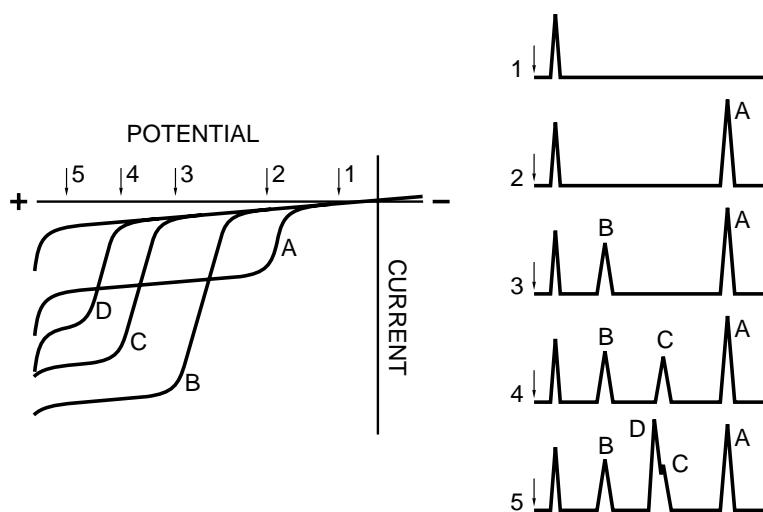 POTENTIAL
5 4 3 2 1
+ −
A
D
C
B
CURRENT
1
A
2
B A
3
B C A
4
D C B A
5